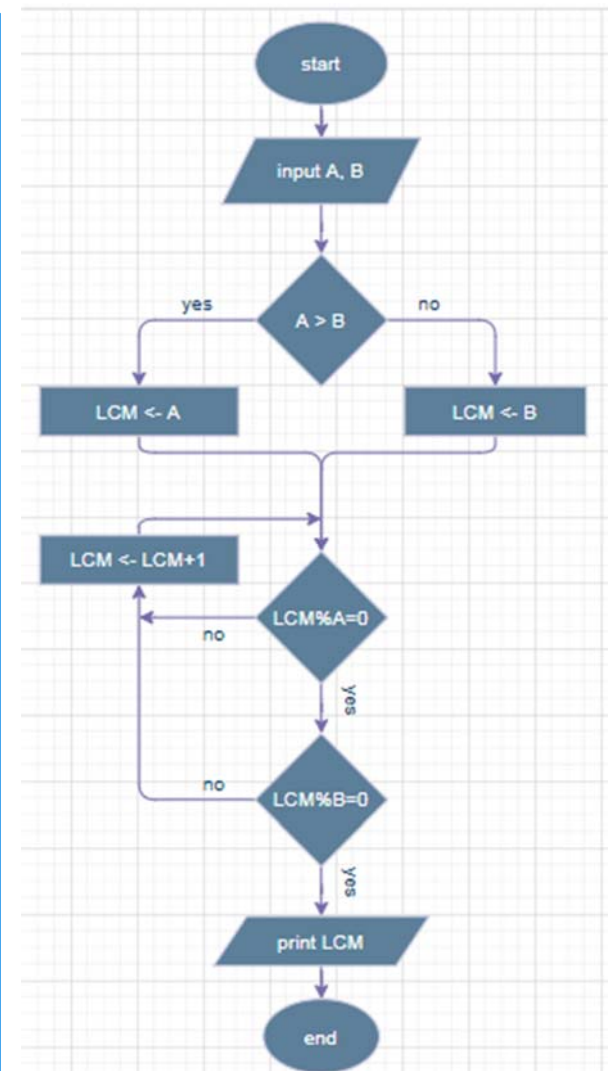 start
input A, B
yes
A > B
no
LCM <- A
LCM <- B
LCM <- LCM+1
LCM%A=0
no
yes
no
LCM%B=0
yes
print LCM
end